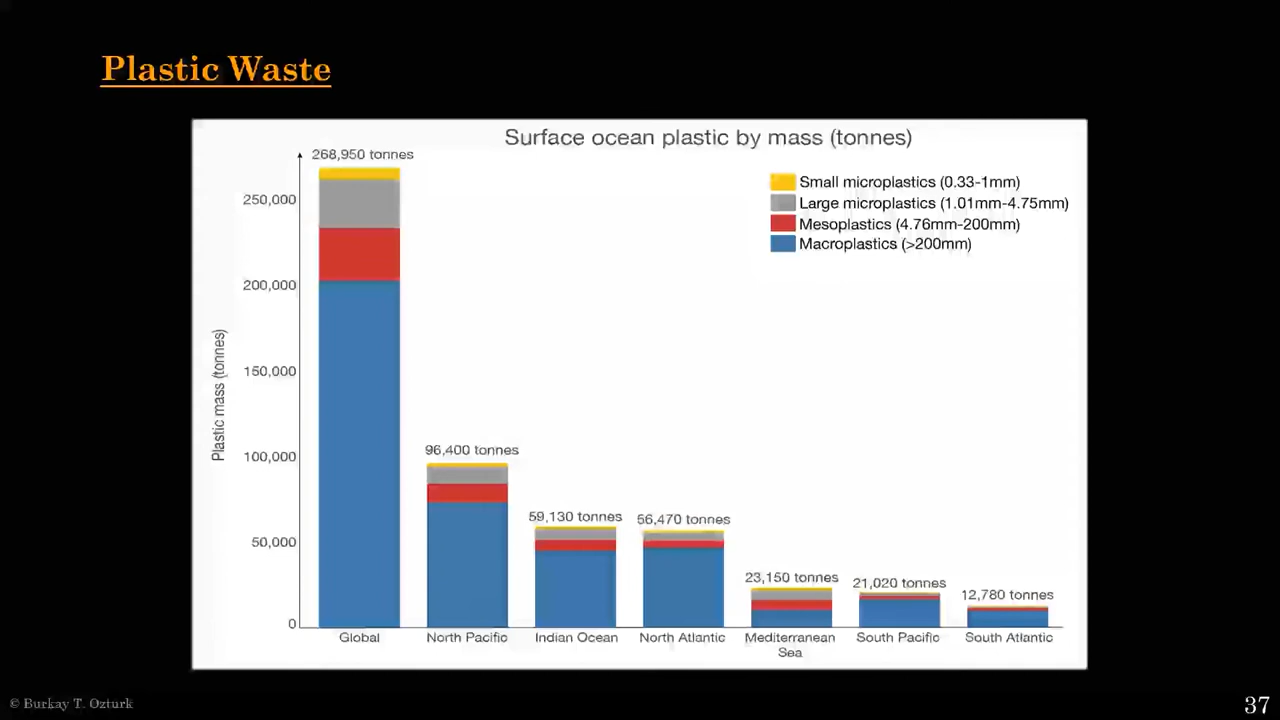 Plastic Waste
Surface ocean plastic by mass (tonnes)
268,950 tonnes
Small microplastics (0.33-1mm)
Large microplastics (1.01mm-4.75mm)
Mesoplastics (4.76mm-200mm)
Macroplastics (>200mm)
250,000
200,000
150,000
100,000
50,000
0
Plastic mass (tonnes)
96,400 tonnes
59,130 tonnes
56,470 tonnes
23,150 tonnes
21,020 tonnes
12,780 tonnes
Global
North Pacific
Indian Ocean
North Atlantic
Mediterranean
Sea
South Pacific
South Atlantic
© Burkay T. Ozturk
37